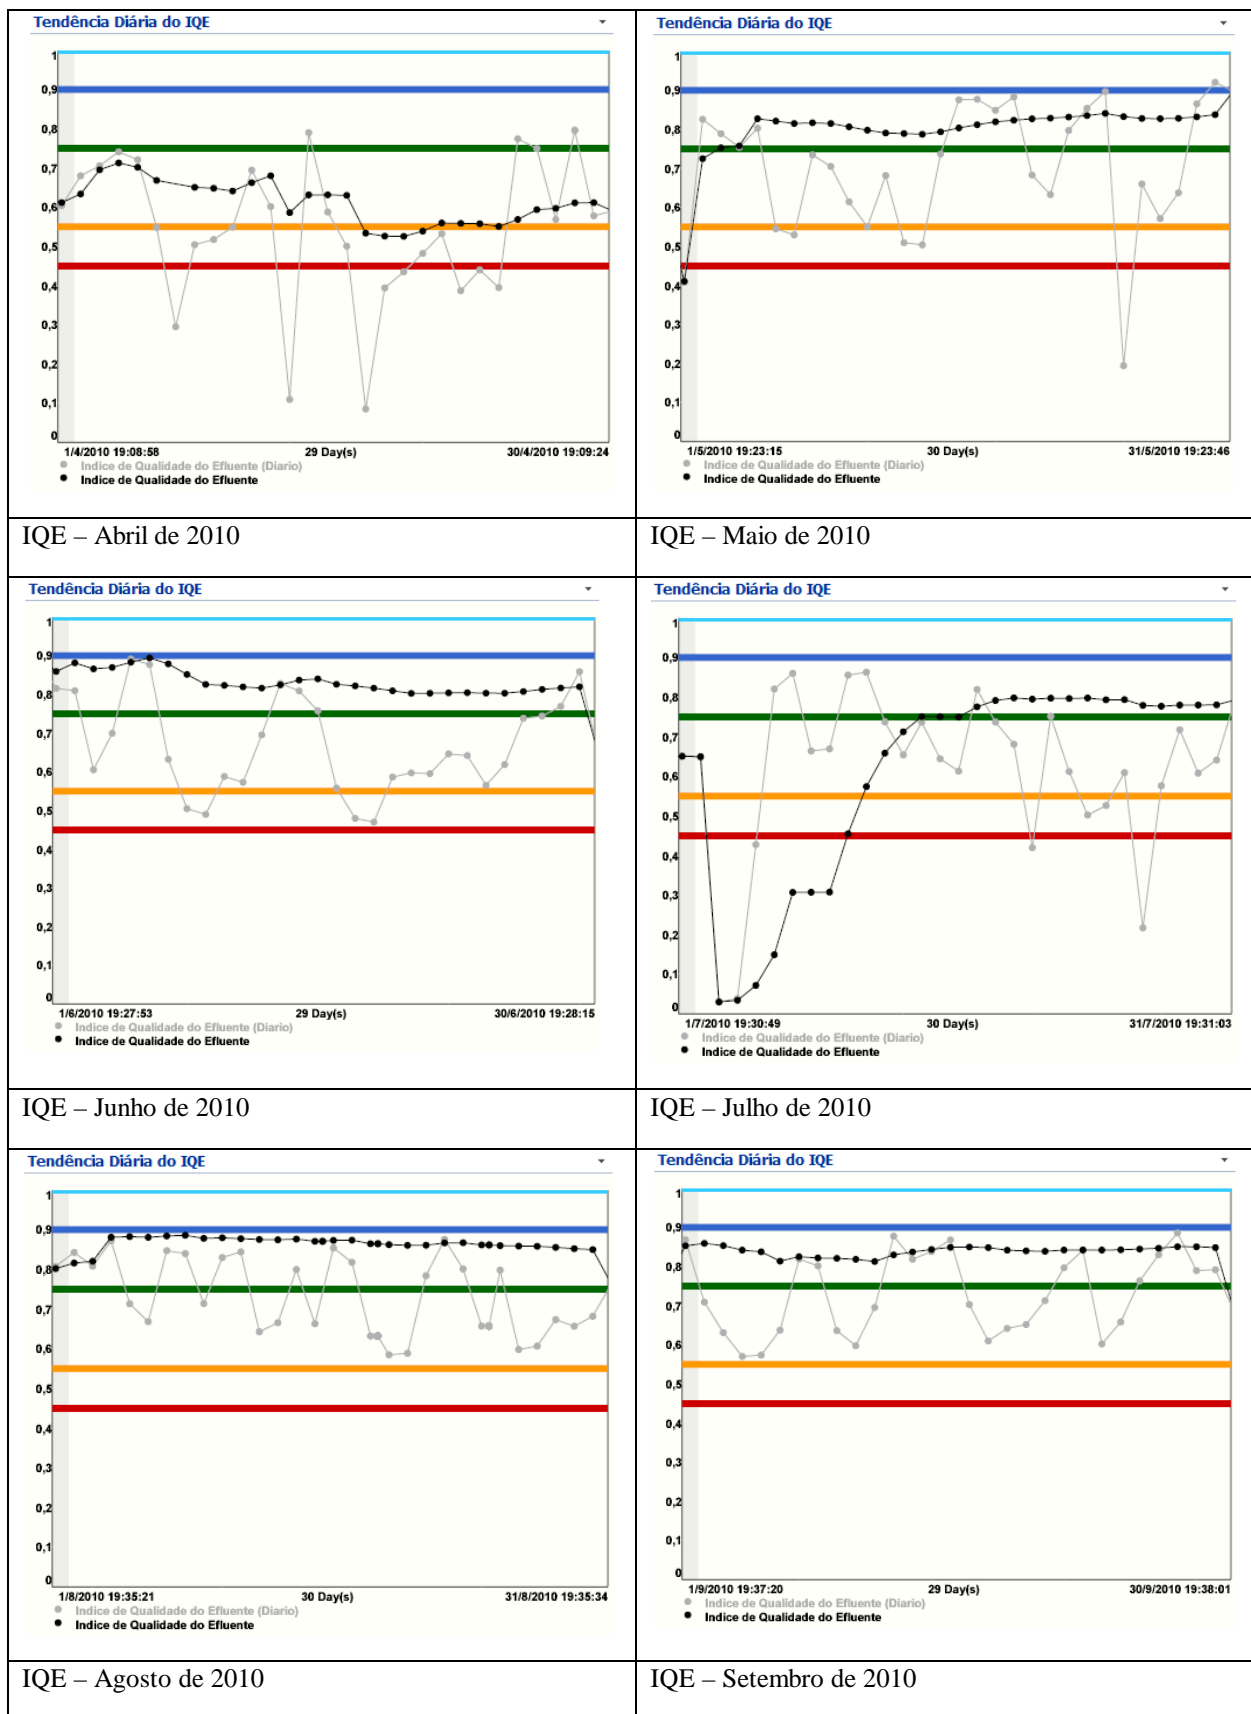 Tendência Diária do IQE
1
0,9
0,8
0,7
0,6
0,5
0,4
0,3
0,2
0,1
0
1/4/2010 19:08:58 29 Day(s) 30/4/2010 19:09:24
Indice de Qualidade do Efluente (Diario)
Indice de Qualidade do Efluente
IQE – Abril de 2010
Tendência Diária do IQE
1
0,9
0,8
0,7
0,6
0,5
0,4
0,3
0,2
0,1
0
1/5/2010 19:23:15 30 Day(s) 31/5/2010 19:23:46
Indice de Qualidade do Efluente (Diario)
Indice de Qualidade do Efluente
IQE – Maio de 2010
Tendência Diária do IQE
1
0,9
0,8
0,7
0,6
0,5
0,4
0,3
0,2
0,1
0
1/6/2010 19:27:53 29 Day(s) 30/6/2010 19:28:15
Indice de Qualidade do Efluente (Diario)
Indice de Qualidade do Efluente
IQE – Junho de 2010
Tendência Diária do IQE
1
0,9
0,8
0,7
0,6
0,5
0,4
0,3
0,2
0,1
0
1/7/2010 19:30:49 30 Day(s) 31/7/2010 19:31:03
Indice de Qualidade do Efluente (Diario)
Indice de Qualidade do Efluente
IQE – Julho de 2010
Tendência Diária do IQE
1
0,9
0,8
0,7
0,6
0,5
0,4
0,3
0,2
0,1
0
1/8/2010 19:35:21 30 Day(s) 31/8/2010 19:35:34
Indice de Qualidade do Efluente (Diario)
Indice de Qualidade do Efluente
IQE – Agosto de 2010
Tendência Diária do IQE
1
0,9
0,8
0,7
0,6
0,5
0,4
0,3
0,2
0,1
0
1/9/2010 19:37:20 29 Day(s) 30/9/2010 19:38:01
Indice de Qualidade do Efluente (Diario)
Indice de Qualidade do Efluente
IQE – Setembro de 2010